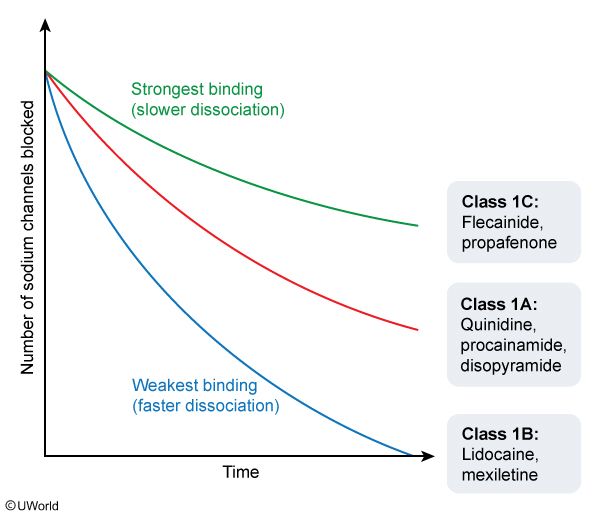 Number of sodium channels blocked
Strongest binding
(slower dissociation)
Class 1C:
Flecainide,
propafenone
Class 1A:
Quinidine,
procainamide,
disopyramide
Weakest binding
(faster dissociation)
Class 1B:
Lidocaine,
mexiletine
Time
©UWorld